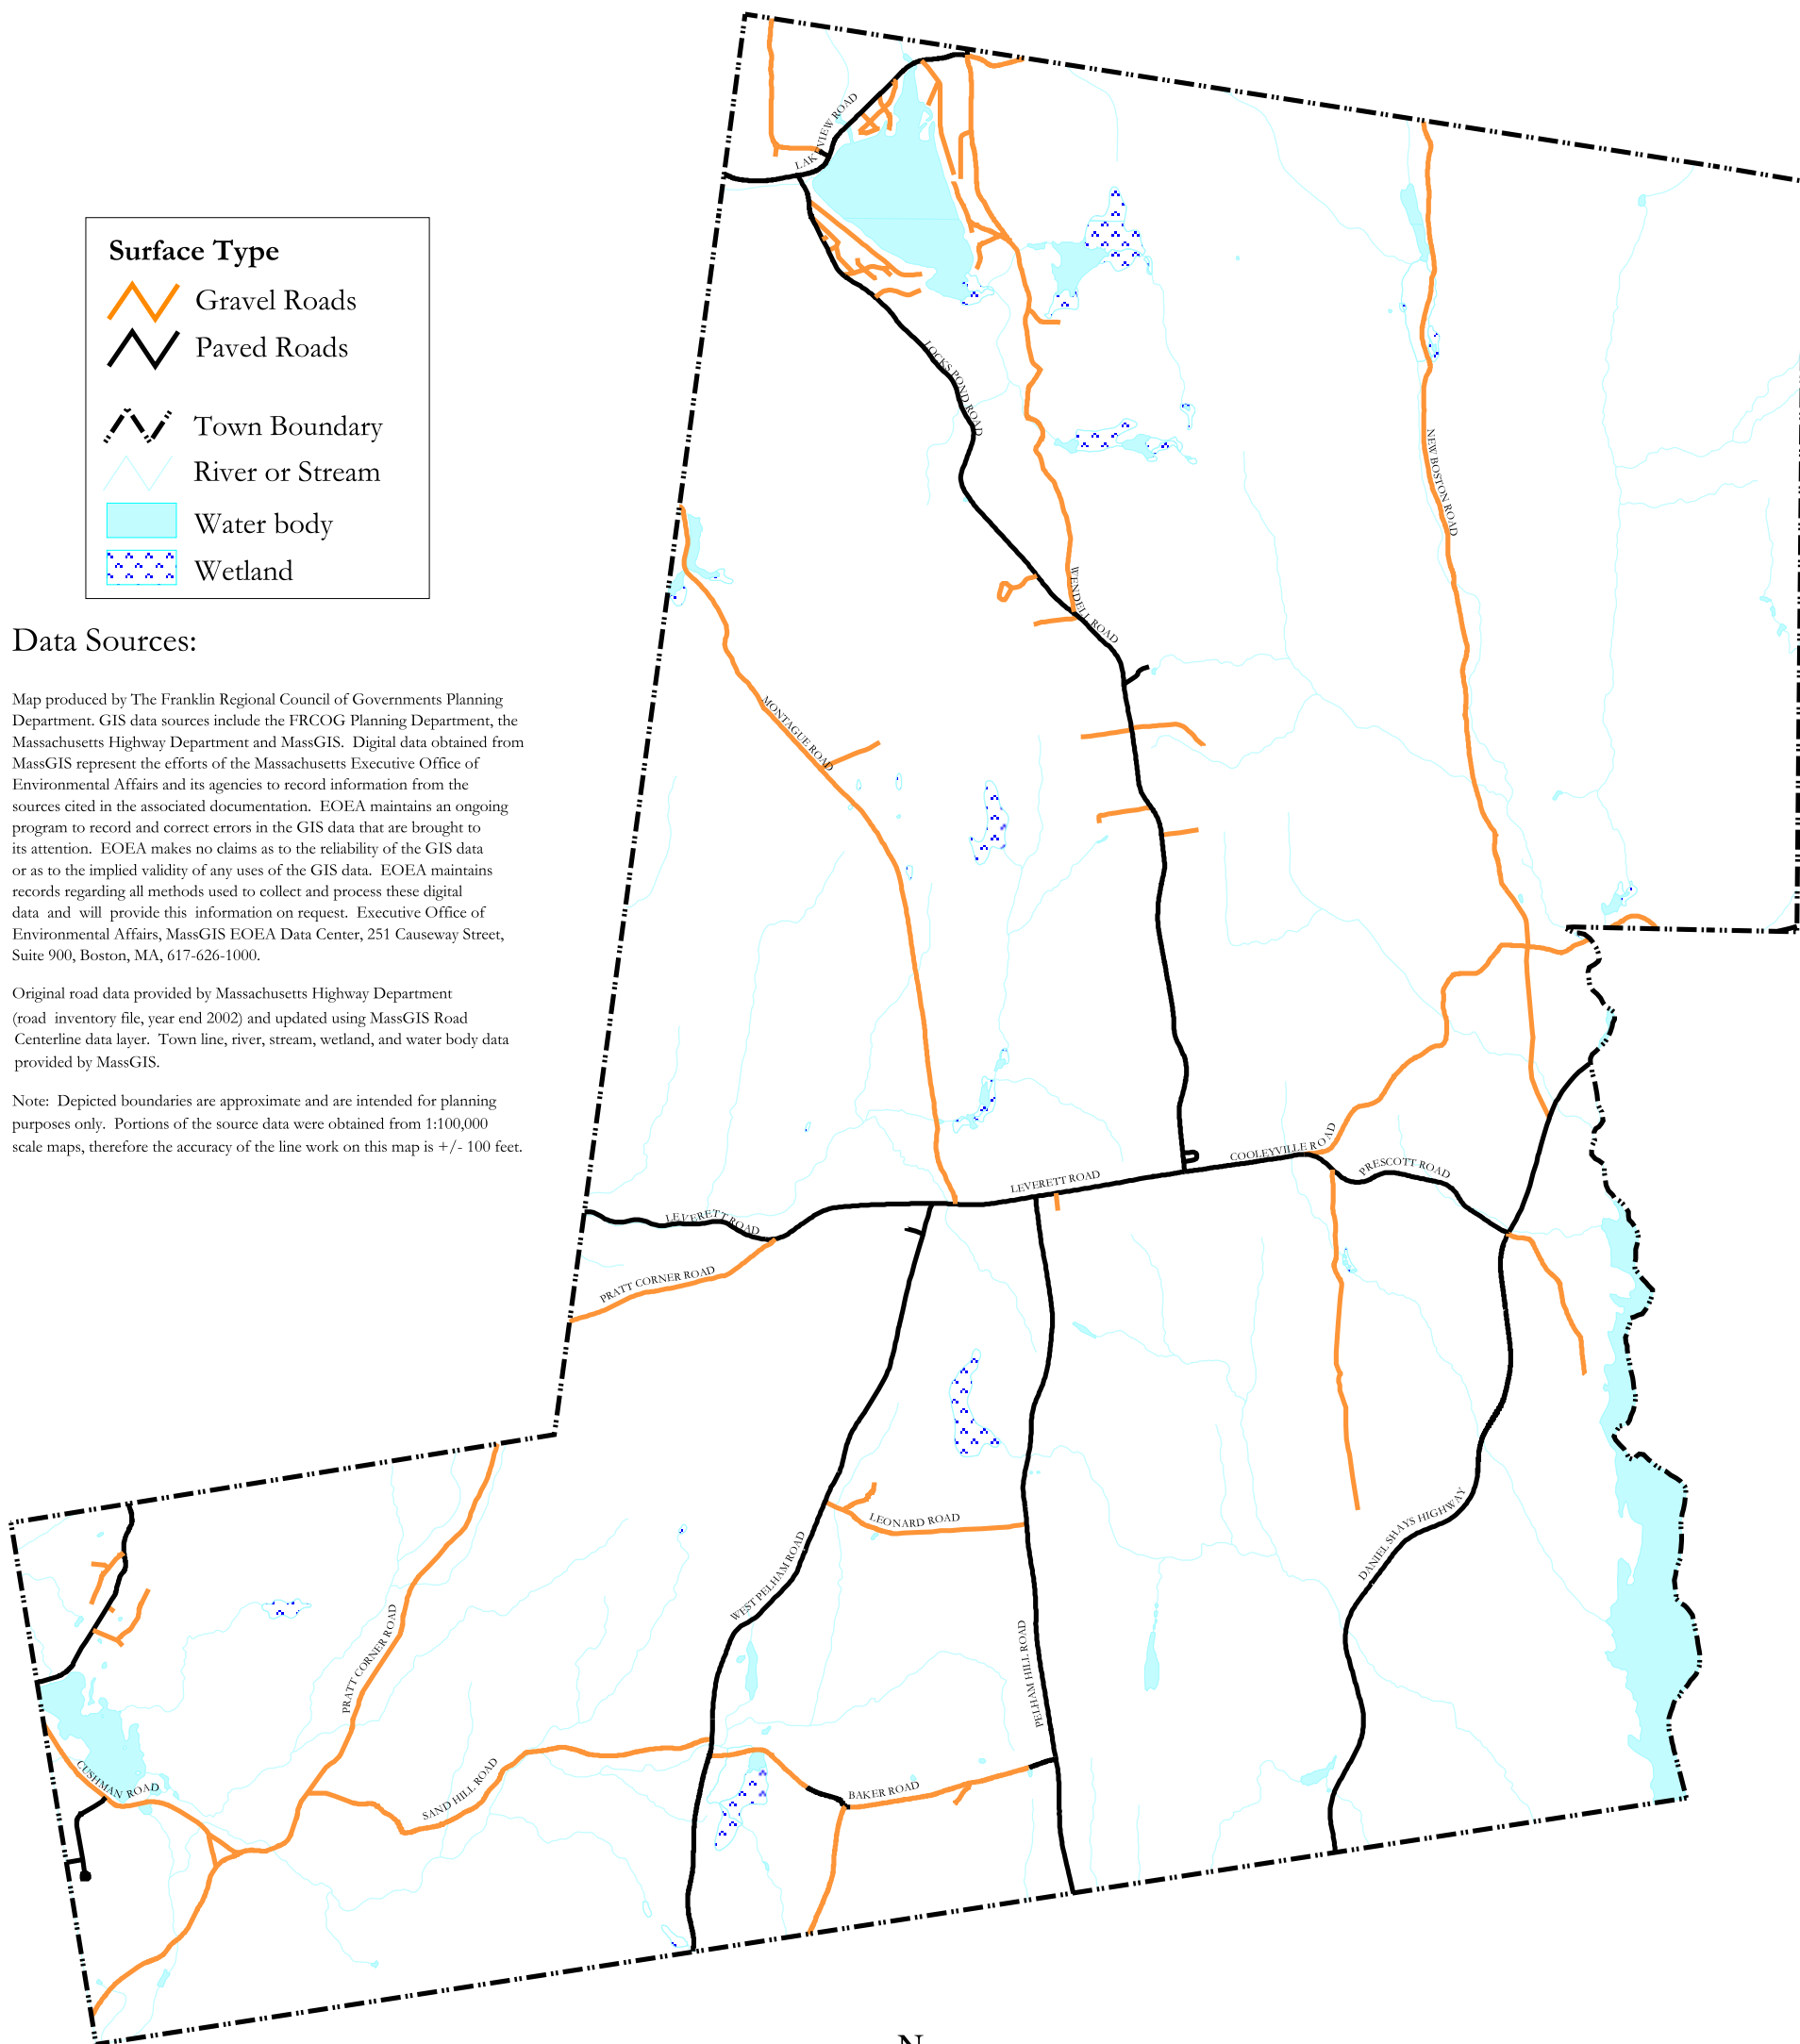 Surface Type
Gravel Roads
Paved Roads
Town Boundary
River or Stream
Water body
Wetland
Data Sources:
Map produced by The Franklin Regional Council of Governments Planning
Department. GIS data sources include the FRCOG Planning Department, the
Massachusetts Highway Department and MassGIS.  Digital data obtained from
MassGIS represent the efforts of the Massachusetts Executive Office of
Environmental Affairs and its agencies to record information from the
sources cited in the associated documentation.  EOEA maintains an ongoing
program to record and correct errors in the GIS data that are brought to
its attention.  EOEA makes no claims as to the reliability of the GIS data
or as to the implied validity of any uses of the GIS data.  EOEA maintains
records regarding all methods used to collect and process these digital
data  and  will  provide this  information on request.  Executive Office of
Environmental Affairs, MassGIS EOEA Data Center, 251 Causeway Street,
Suite 900, Boston, MA, 617-626-1000.
Original road data provided by Massachusetts Highway Department
(road  inventory file, year end 2002) and updated using MassGIS Road
Centerline data layer.  Town line, river, stream, wetland, and water body data
provided by MassGIS.
Note:  Depicted boundaries are approximate and are intended for planning
purposes only.  Portions of the source data were obtained from 1:100,000
scale maps, therefore the accuracy of the line work on this map is +/- 100 feet.
LAKEVIEW ROAD
LOCKS POND ROAD
NEW BOSTON ROAD
WENDELL ROAD
MONTAGUE ROAD
COOLEYVILLE ROAD
PRESCOTT ROAD
LEVERETT ROAD
LEVERETT ROAD
PRATT CORNER ROAD
LEONARD ROAD
DANIEL SHAYS HIGHWAY
WEST PELHAM ROAD
PELHAM HILL ROAD
PRATT CORNER ROAD
CUSHMAN ROAD
SAND HILL ROAD
BAKER ROAD
N